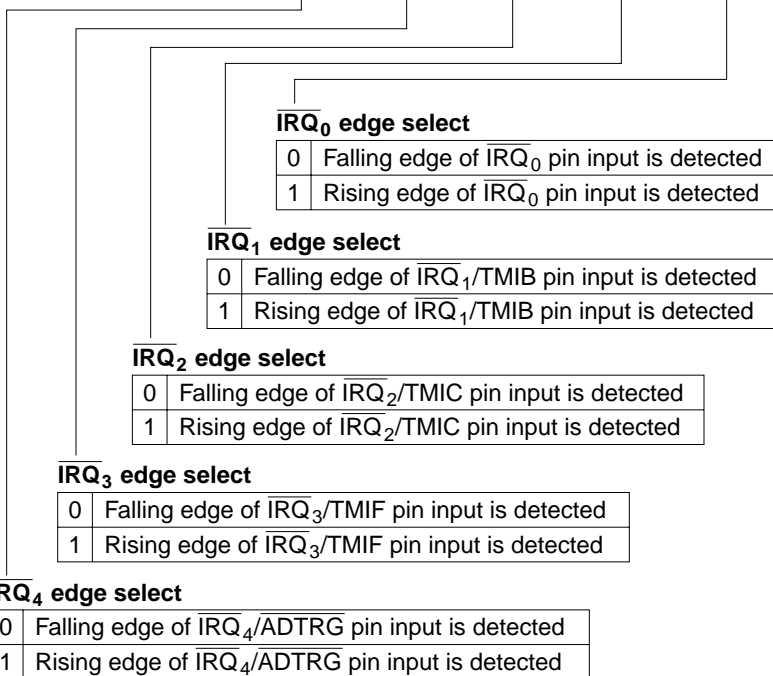 IRQ0 edge select
0 Falling edge of IRQ0 pin input is detected
1 Rising edge of IRQ0 pin input is detected
IRQ1 edge select
0 Falling edge of IRQ1/TMIB pin input is detected
1 Rising edge of IRQ1/TMIB pin input is detected
IRQ2 edge select
0 Falling edge of IRQ2/TMIC pin input is detected
1 Rising edge of IRQ2/TMIC pin input is detected
IRQ3 edge select
0 Falling edge of IRQ3/TMIF pin input is detected
1 Rising edge of IRQ3/TMIF pin input is detected
RQ4 edge select
0 Falling edge of IRQ4/ADTRG pin input is detected
1 Rising edge of IRQ4/ADTRG pin input is detected